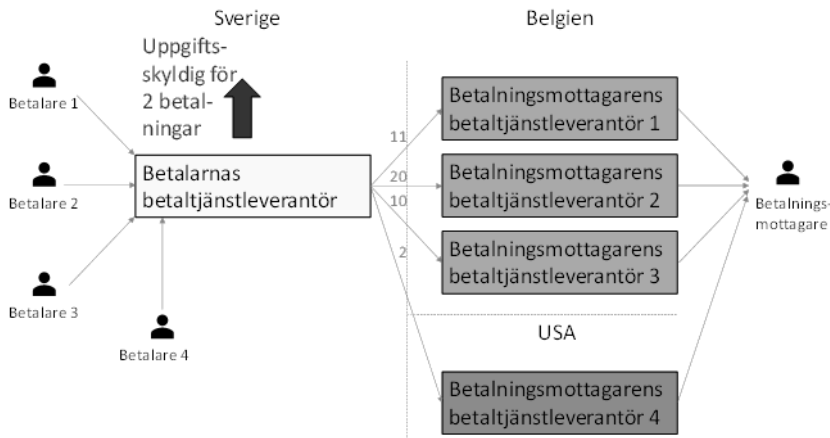 Sverige
Belgien
Uppgifts-
skyldig för
2 betal-
ningar
Betalare 1
Betalare 2
Betalare 3
Betalare 4
Betalarnas
betaltjänstleverantör
11
20
10
2
Betalningsmottagarens
betaltjänstleverantör 1
Betalningsmottagarens
betaltjänstleverantör 2
Betalningsmottagarens
betaltjänstleverantör 3
USA
Betalningsmottagarens
betaltjänstleverantör 4
Betalnings-
mottagare